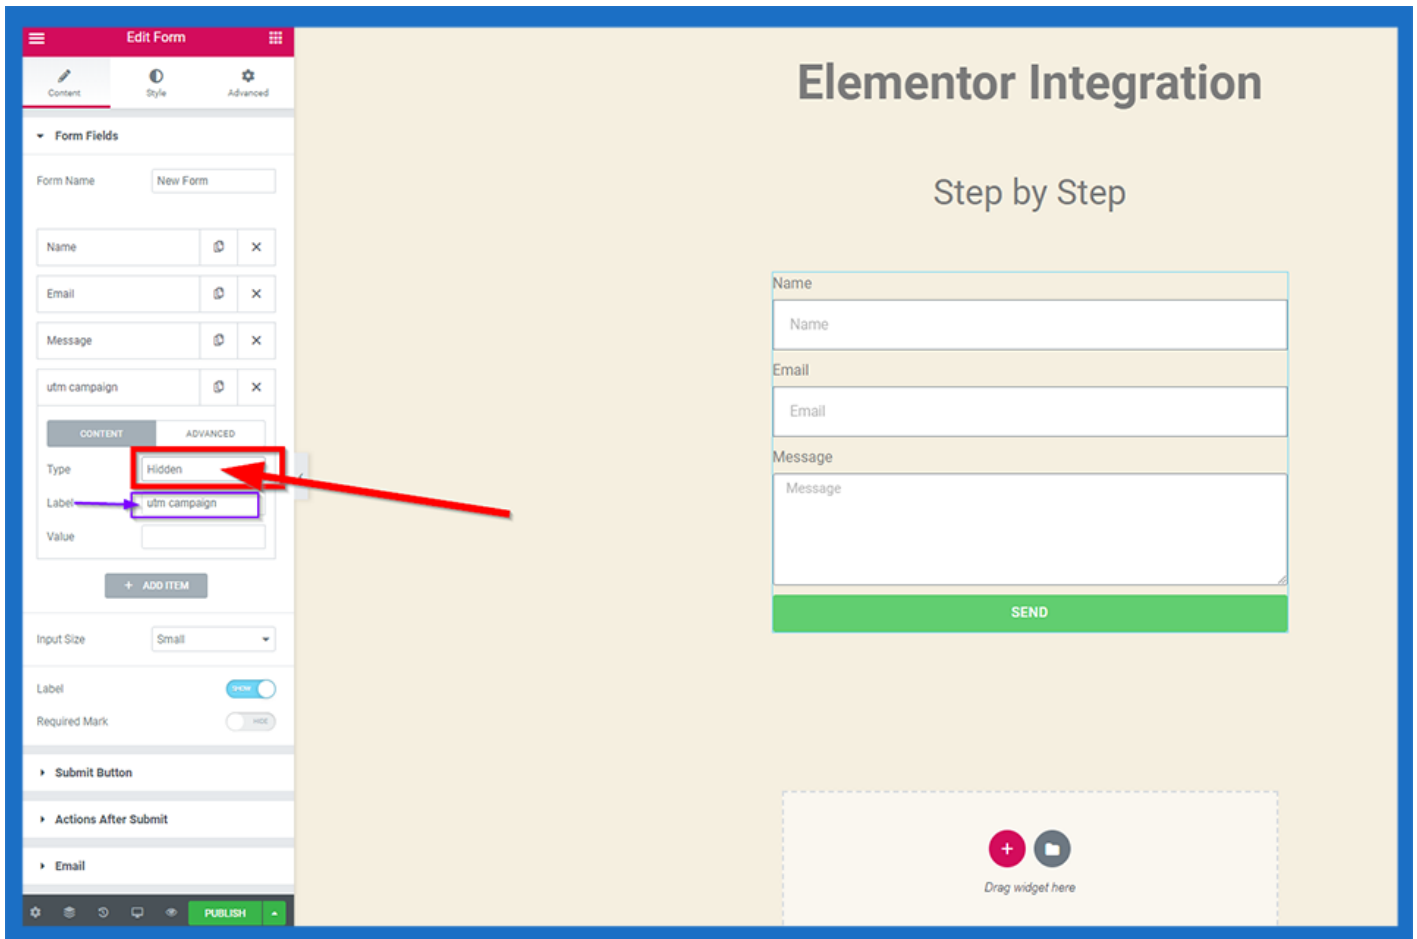 Edit Form
Content
Style
Advanced
Form Fields
Form Name
New Form
Name
Email
Message
utm campaign
CONTENT
ADVANCED
Type
Hidden
Label
utm campaign
Value
+ ADD ITEM
Input Size
Small
Label
SHOW
Required Mark
HIDE
Submit Button
Actions After Submit
Email
PUBLISH
Elementor Integration
Step by Step
Name
Name
Email
Email
Message
Message
SEND
Drag widget here